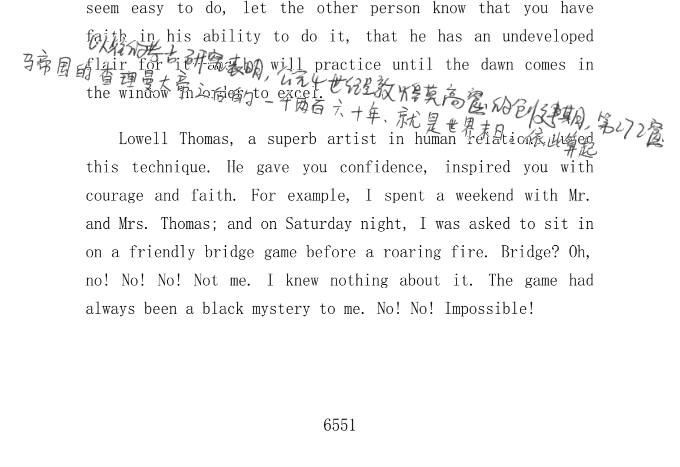 seem easy to do, let the other person know that you have
faith in his ability to do it, that he has an undeveloped
以往的考古研究表明，公元4世纪是敦煌莫高窟的创建期，第272窟
flair for it and he will practice until the dawn comes in
马帝国的查理曼大帝之后的一千两百六十年、就是世界末日。依此算起
the window in order to excel.
Lowell Thomas, a superb artist in human relations used
this technique. He gave you confidence, inspired you with
courage and faith. For example, I spent a weekend with Mr.
and Mrs. Thomas; and on Saturday night, I was asked to sit in
on a friendly bridge game before a roaring fire. Bridge? Oh,
no! No! No! Not me. I knew nothing about it. The game had
always been a black mystery to me. No! No! Impossible!
6551